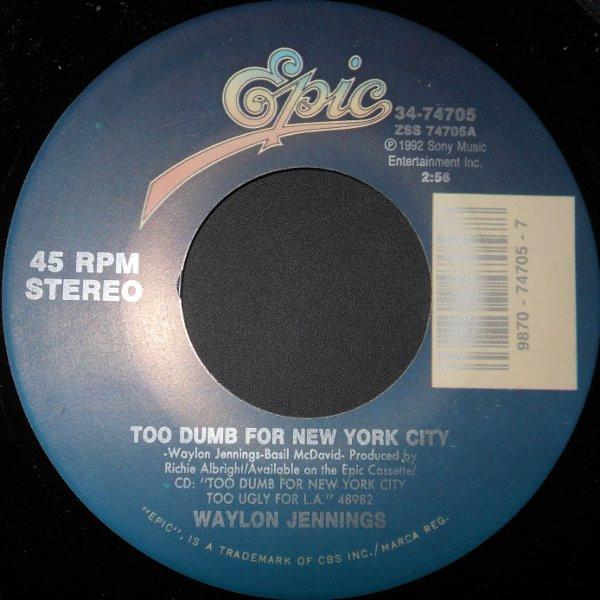 Epic
34-74705
ZSS 74705A
℗ 1992 Sony Music
Entertainment Inc.
2:56
45 RPM
STEREO
9870 - 74705 - 7
TOO DUMB FOR NEW YORK CITY
-Waylon Jennings-Basil McDavid- Produced by
Richie Albright/Available on the Epic Cassette/
CD: "TOO DUMB FOR NEW YORK CITY
TOO UGLY FOR L.A." 48982
WAYLON JENNINGS
"EPIC", IS A TRADEMARK OF CBS INC./MARCA REG.